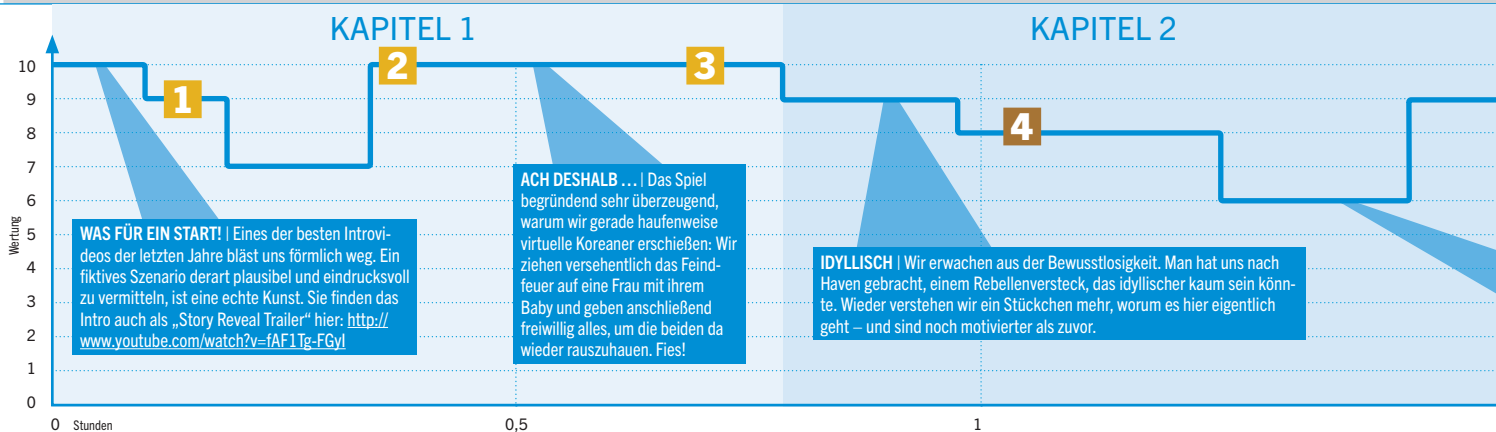 KAPITEL 1
KAPITEL 2
Wertung
10
9
8
7
6
5
4
3
2
1
0
1
2
3
4
WAS FÜR EIN START! | Eines der besten Introvi-
deos der letzten Jahre bläst uns förmlich weg. Ein
fiktives Szenario derart plausibel und eindrucksvoll
zu vermitteln, ist eine echte Kunst. Sie finden das
Intro auch als „Story Reveal Trailer“ hier: http://
www.youtube.com/watch?v=fAF1Tg-FGyI
ACH DESHALB ... | Das Spiel
begründend sehr überzeugend,
warum wir gerade haufenweise
virtuelle Koreaner erschießen: Wir
ziehen versehentlich das Feind-
feuer auf eine Frau mit ihrem
Baby und geben anschließend
freiwillig alles, um die beiden da
wieder rauszuhauen. Fies!
IDYLLISCH | Wir erwachen aus der Bewusstlosigkeit. Man hat uns nach
Haven gebracht, einem Rebellenversteck, das idyllischer kaum sein könn-
te. Wieder verstehen wir ein Stückchen mehr, worum es hier eigentlich
geht – und sind noch motivierter als zuvor.
0 Stunden
0,5
1